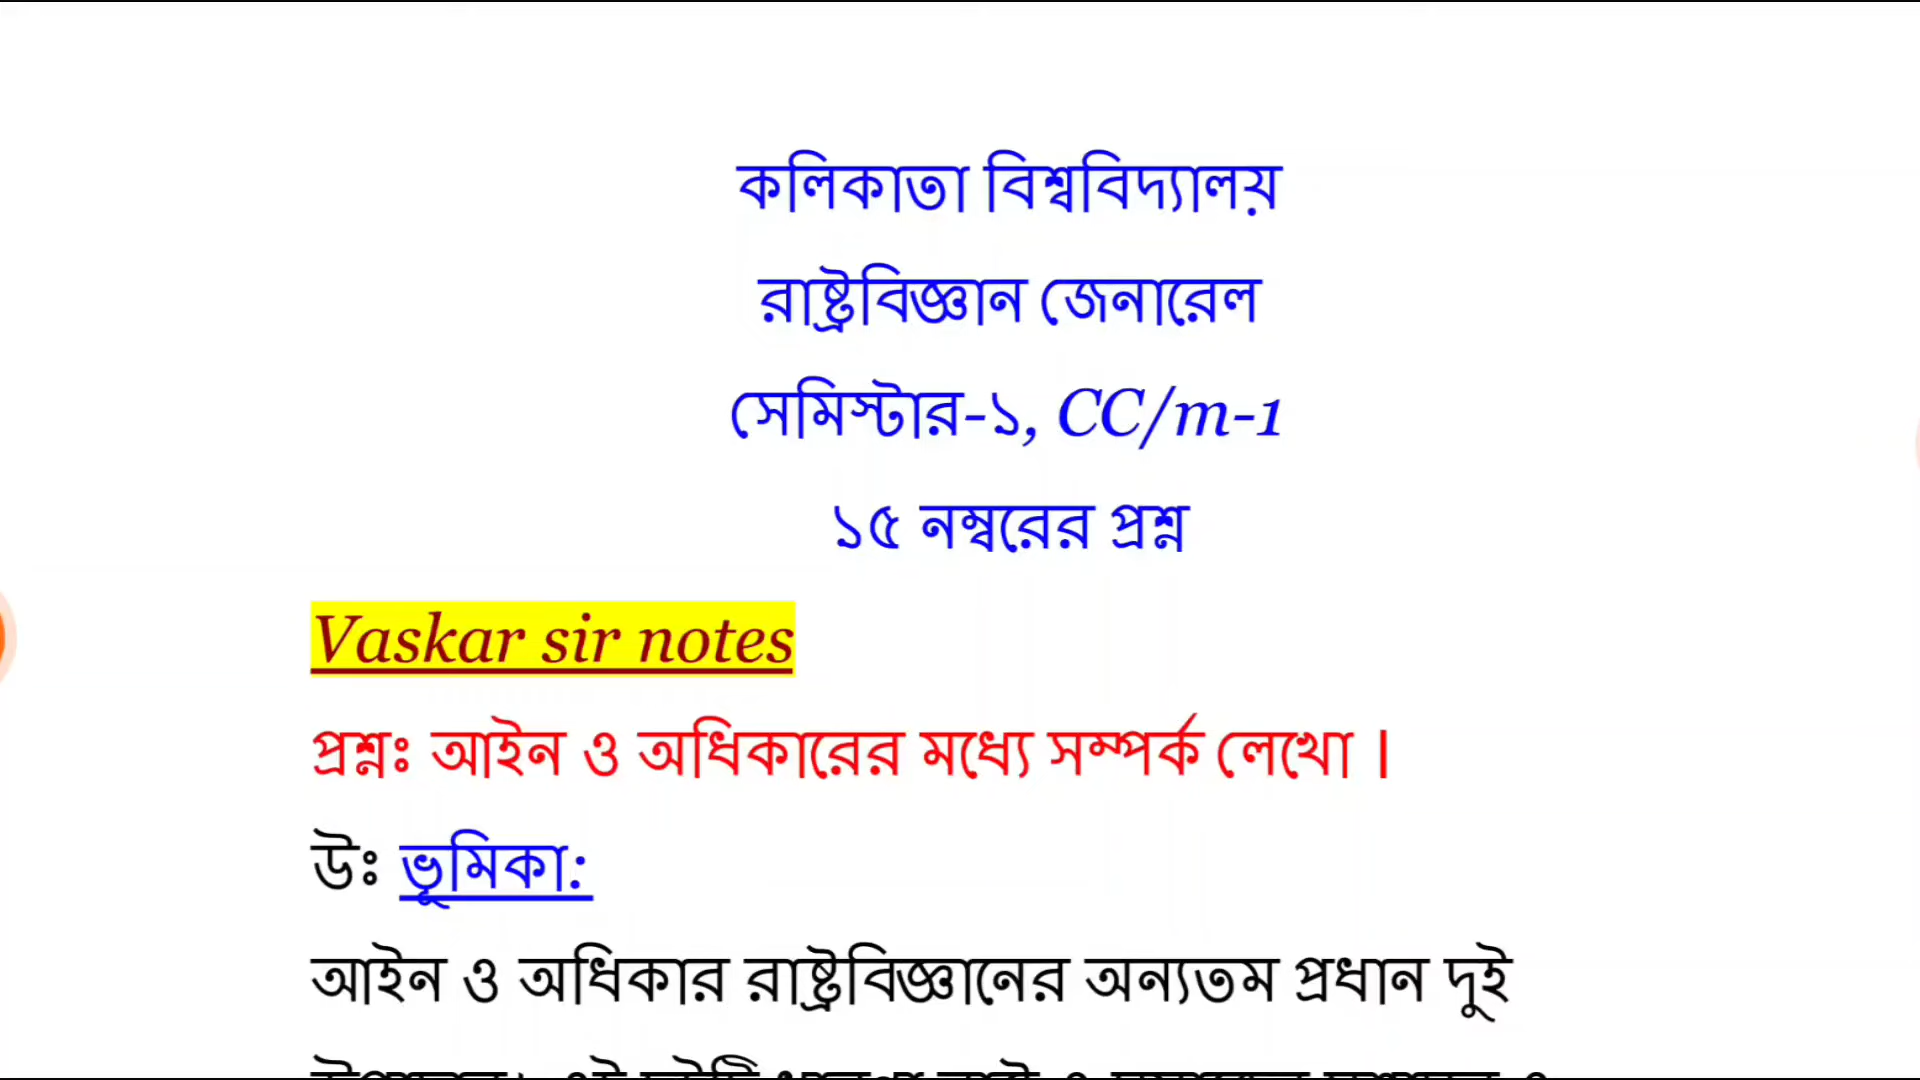 কলিকাতা বিশ্ববিদ্যালয়
রাষ্ট্রবিজ্ঞান জেনারেল
সেমিস্টার-১, CC/m-1
১৫ নম্বরের প্রশ্ন
Vaskar sir notes
প্রশ্নঃ আইন ও অধিকারের মধ্যে সম্পর্ক লেখো ।
উঃ ভূমিকা:
আইন ও অধিকার রাষ্ট্রবিজ্ঞানের অন্যতম প্রধান দুই